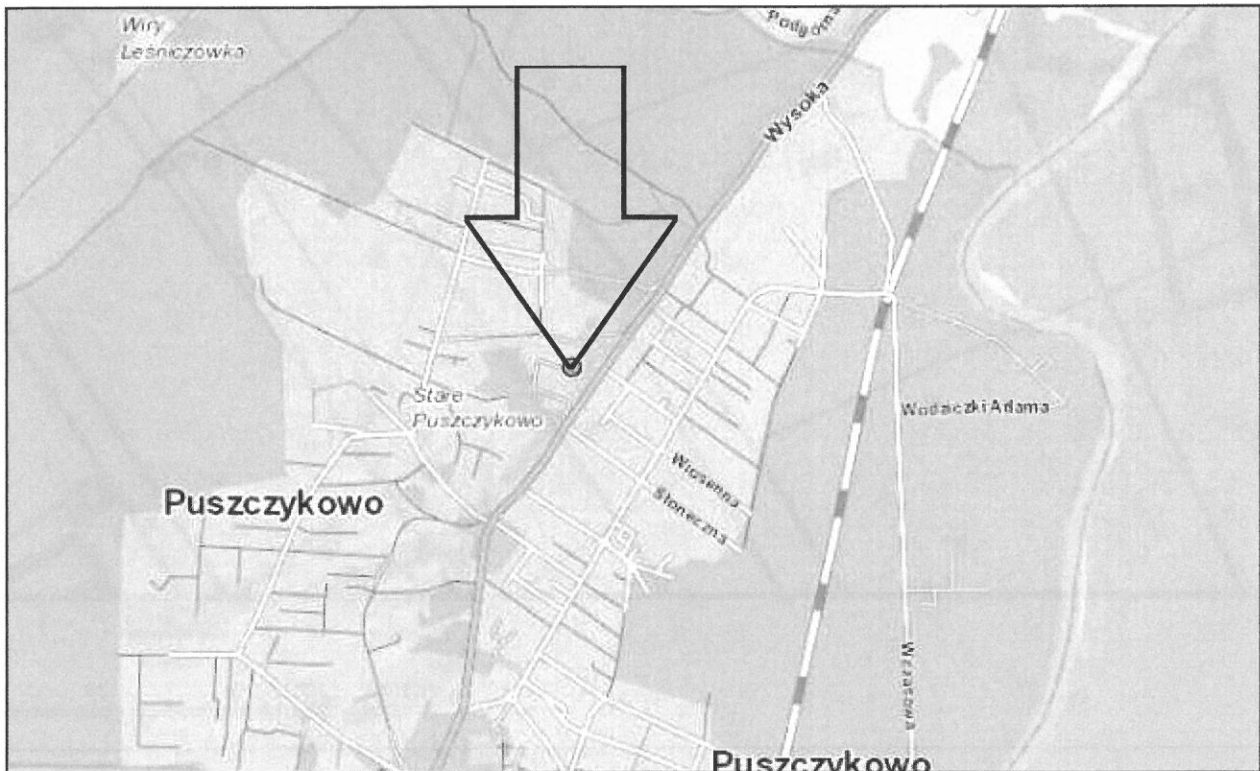 Wiry
Leśniczówka
Podgórna
Wysoka
Stare
Puszczykowo
Wodziczki Adama
Wiosenna
Słoneczna
Puszczykowo
Wczasowa
Puszczykowo